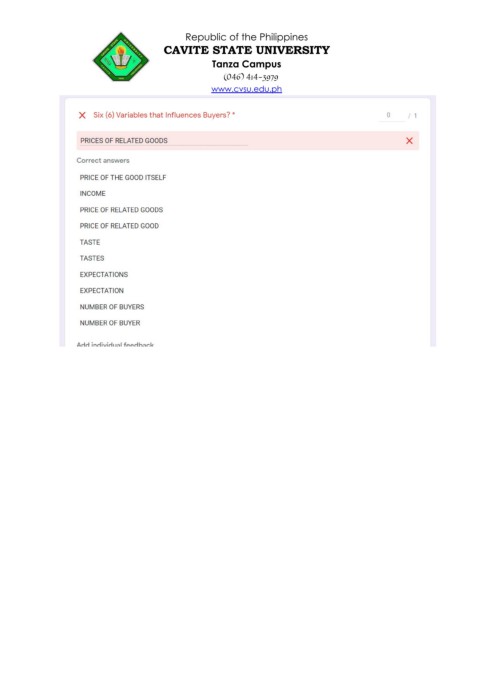 Republic of the Philippines
CAVITE STATE UNIVERSITY
Tanza Campus
(046) 414-3979
www.cvsu.edu.ph
Six (6) Variables that Influences Buyers? *
0 / 1
PRICES OF RELATED GOODS
Correct answers
PRICE OF THE GOOD ITSELF
INCOME
PRICE OF RELATED GOODS
PRICE OF RELATED GOOD
TASTE
TASTES
EXPECTATIONS
EXPECTATION
NUMBER OF BUYERS
NUMBER OF BUYER
Add individual feedback